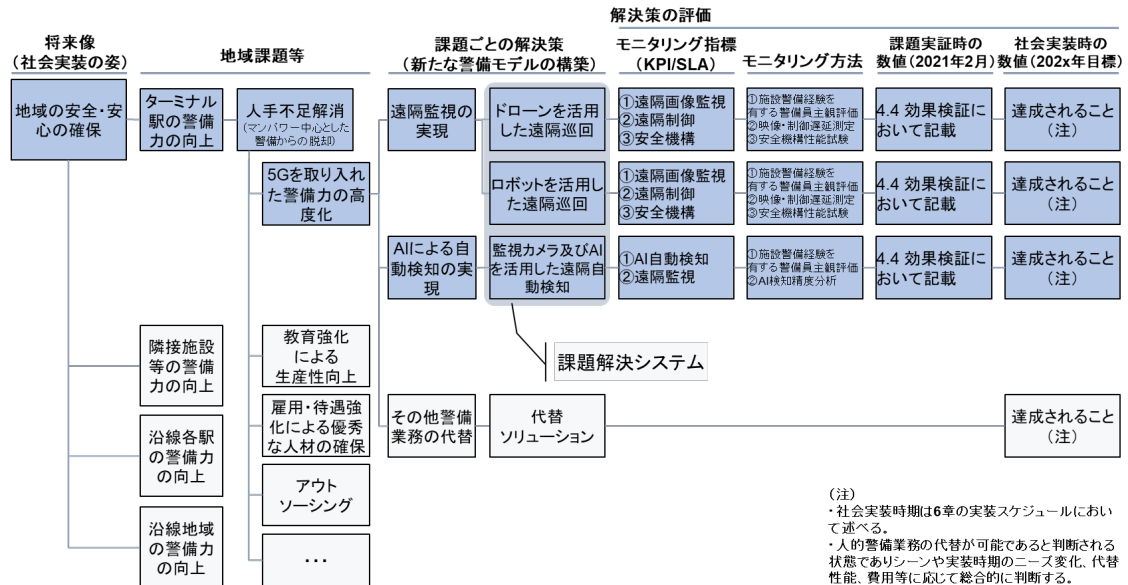 解決策の評価
将来像
(社会実装の姿)
地域課題等
課題ごとの解決策
(新たな警備モデルの構築)
モニタリング指標
(KPI/SLA)
モニタリング方法
課題実証時の
数値(2021年2月)
社会実装時の
数値(202x年目標)
地域の安全・安
心の確保
ターミナル
駅の警備
力の向上
人手不足解消
(マンパワー中心とした
警備からの脱却)
遠隔監視の
実現
ドローンを活用
した遠隔巡回
①遠隔画像監視
②遠隔制御
③安全機構
①施設警備経験を
有する警備員主観評価
②映像・制御遅延測定
③安全機構性能試験
4.4 効果検証に
おいて記載
達成されること
(注)
5Gを取り入れ
た警備力の高
度化
ロボットを活用し
た遠隔巡回
①遠隔画像監視
②遠隔制御
③安全機構
①施設警備経験を
有する警備員主観評価
②映像・制御遅延測定
③安全機構性能試験
4.4 効果検証に
おいて記載
達成されること
(注)
AIによる自
動検知の実
現
監視カメラ及びAI
を活用した遠隔自
動検知
①AI自動検知
②遠隔監視
①施設警備経験を
有する警備員主観評価
②AI検知精度分析
4.4 効果検証に
おいて記載
達成されること
(注)
隣接施設
等の警備
力の向上
教育強化
による
生産性向上
課題解決システム
雇用・待遇強
化による優秀
な人材の確保
その他警備
業務の代替
代替
ソリューション
達成されること
(注)
沿線各駅
の警備力
の向上
アウト
ソーシング
沿線地域
の警備力
の向上
・・・
(注)
・社会実装時期は6章の実装スケジュールにおい
て述べる。
・人的警備業務の代替が可能であると判断される
状態でありシーンや実装時期のニーズ変化、代替
性能、費用等に応じて総合的に判断する。